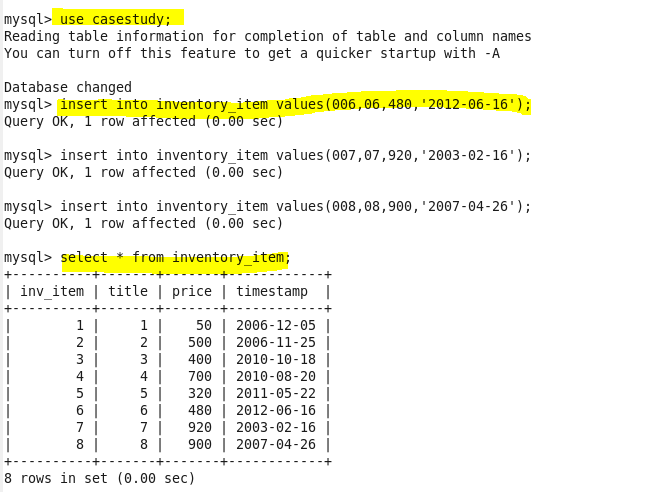 mysql> use casestudy;
Reading table information for completion of table and column names
You can turn off this feature to get a quicker startup with -A

Database changed
mysql> insert into inventory_item values(006,06,480,'2012-06-16');
Query OK, 1 row affected (0.00 sec)

mysql> insert into inventory_item values(007,07,920,'2003-02-16');
Query OK, 1 row affected (0.00 sec)

mysql> insert into inventory_item values(008,08,900,'2007-04-26');
Query OK, 1 row affected (0.00 sec)

mysql> select * from inventory_item;
+----------+-------+-------+------------+
| inv_item | title | price | timestamp  |
+----------+-------+-------+------------+
|        1 |     1 |    50 | 2006-12-05 |
|        2 |     2 |   500 | 2006-11-25 |
|        3 |     3 |   400 | 2010-10-18 |
|        4 |     4 |   700 | 2010-08-20 |
|        5 |     5 |   320 | 2011-05-22 |
|        6 |     6 |   480 | 2012-06-16 |
|        7 |     7 |   920 | 2003-02-16 |
|        8 |     8 |   900 | 2007-04-26 |
+----------+-------+-------+------------+
8 rows in set (0.00 sec)